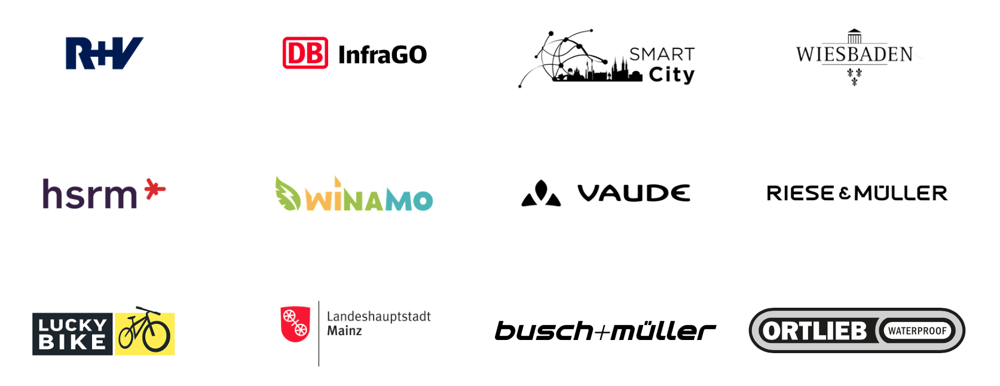 R+V
DB InfraGO
SMART
City
WIESBADEN
hsrm
WiNAMO
VAUDE
RIESE & MÜLLER
LUCKY
BIKE
Landeshauptstadt
Mainz
busch+müller
ORTLIEB WATERPROOF